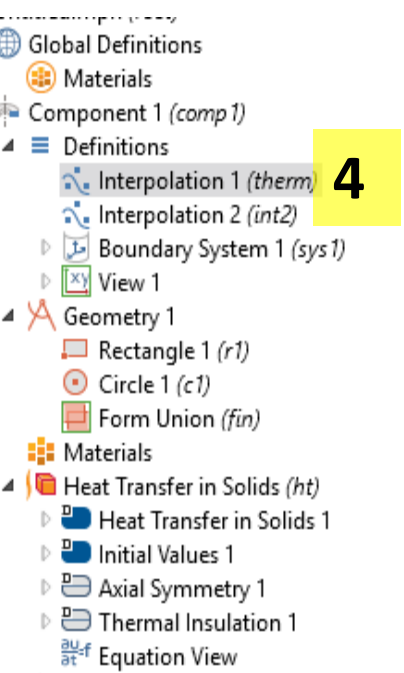 Global Definitions
Materials
Component 1 (comp1)
Definitions
Interpolation 1 (therm)
4
Interpolation 2 (int2)
Boundary System 1 (sys1)
View 1
Geometry 1
Rectangle 1 (r1)
Circle 1 (c1)
Form Union (fin)
Materials
Heat Transfer in Solids (ht)
Heat Transfer in Solids 1
Initial Values 1
Axial Symmetry 1
Thermal Insulation 1
Equation View